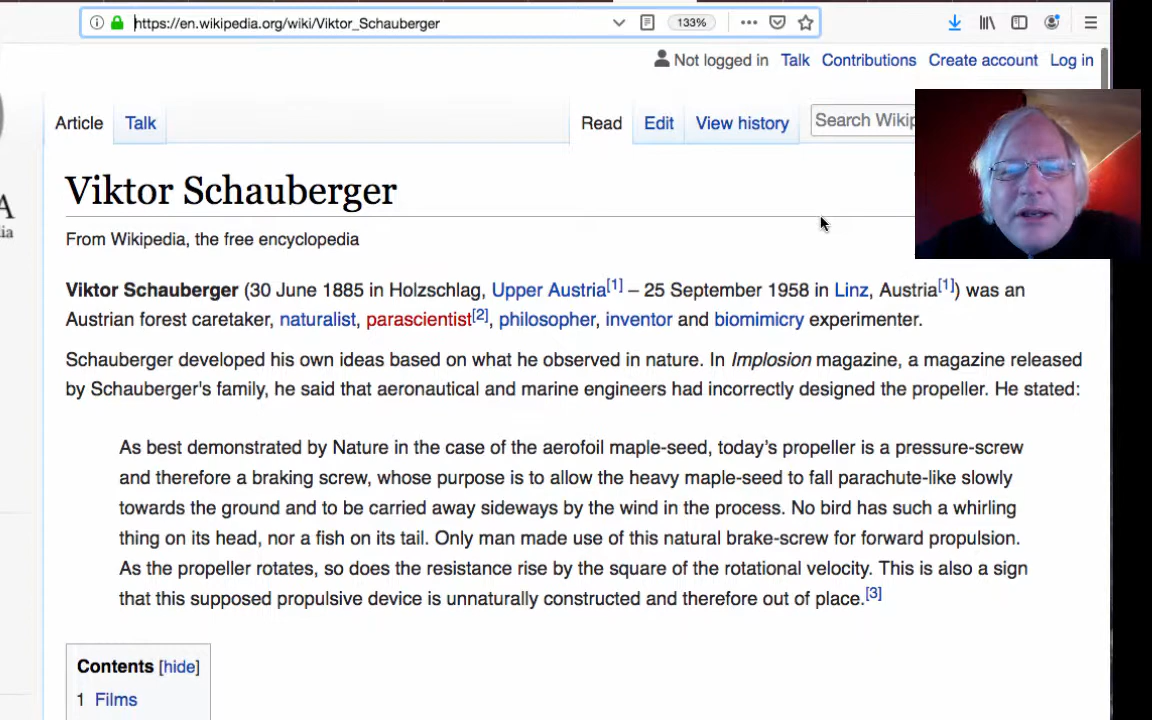 https://en.wikipedia.org/wiki/Viktor_Schauberger
133%
Not logged in Talk Contributions Create account Log in
Article Talk Read Edit View history Search Wikip
A
ia
Viktor Schauberger
From Wikipedia, the free encyclopedia
Viktor Schauberger (30 June 1885 in Holzschlag, Upper Austria[1] – 25 September 1958 in Linz, Austria[1]) was an
Austrian forest caretaker, naturalist, parascientist[2], philosopher, inventor and biomimicry experimenter.
Schauberger developed his own ideas based on what he observed in nature. In Implosion magazine, a magazine released
by Schauberger's family, he said that aeronautical and marine engineers had incorrectly designed the propeller. He stated:
As best demonstrated by Nature in the case of the aerofoil maple-seed, today's propeller is a pressure-screw
and therefore a braking screw, whose purpose is to allow the heavy maple-seed to fall parachute-like slowly
towards the ground and to be carried away sideways by the wind in the process. No bird has such a whirling
thing on its head, nor a fish on its tail. Only man made use of this natural brake-screw for forward propulsion.
As the propeller rotates, so does the resistance rise by the square of the rotational velocity. This is also a sign
that this supposed propulsive device is unnaturally constructed and therefore out of place.[3]
Contents [hide]
1 Films